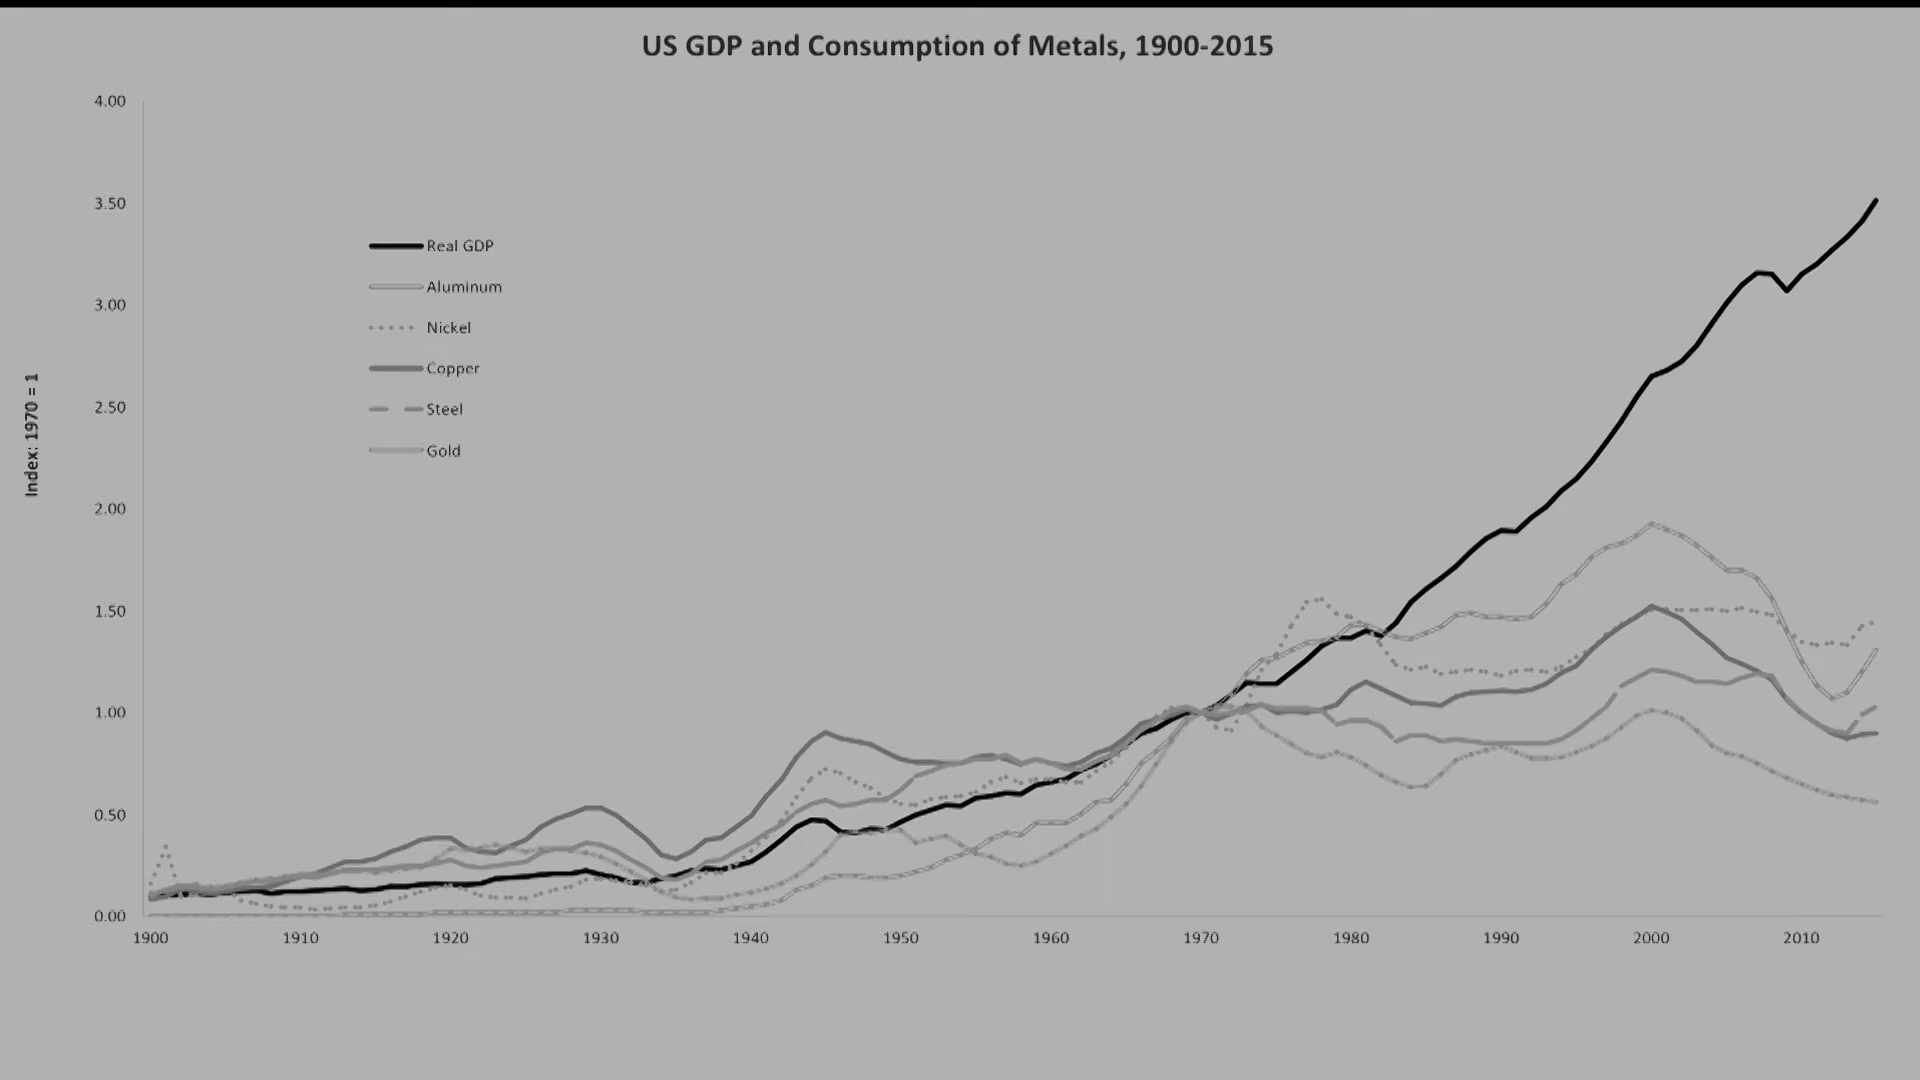 US GDP and Consumption of Metals, 1900-2015
4.00
3.50
3.00
2.50
2.00
1.50
1.00
0.50
0.00
Index: 1970 = 1
Real GDP
Aluminum
Nickel
Copper
Steel
Gold
1900 1910 1920 1930 1940 1950 1960 1970 1980 1990 2000 2010